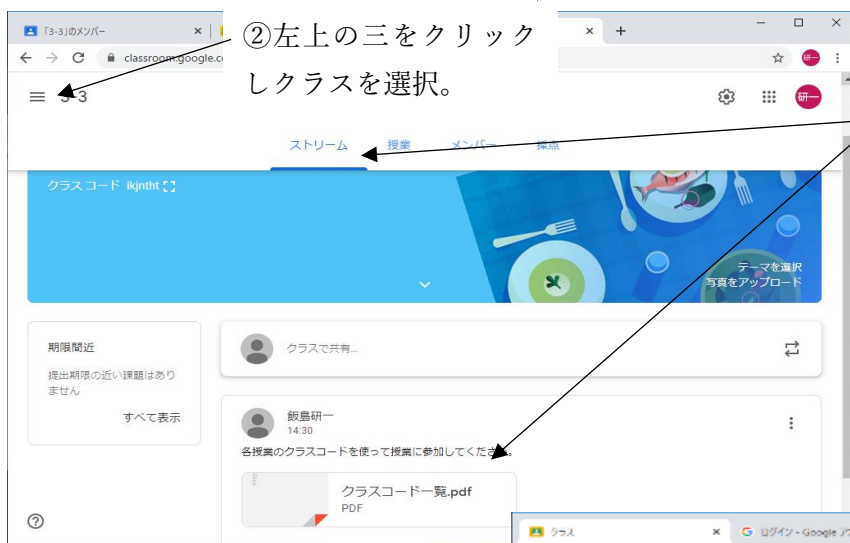 「3-3」のメンバー
②左上の三をクリック
しクラスを選択。
classroom.google.co
研一
3-3
研一
ストリーム 授業 メンバー 採点
クラス コード ikjntht
テーマを選択
写真をアップロード
期限間近
提出期限の近い課題はあり
ません
すべて表示
クラスで共有...
飯島研一
14:30
各授業のクラスコードを使って授業に参加してください。
クラスコード一覧.pdf
PDF
クラス
ログイン - Google ア